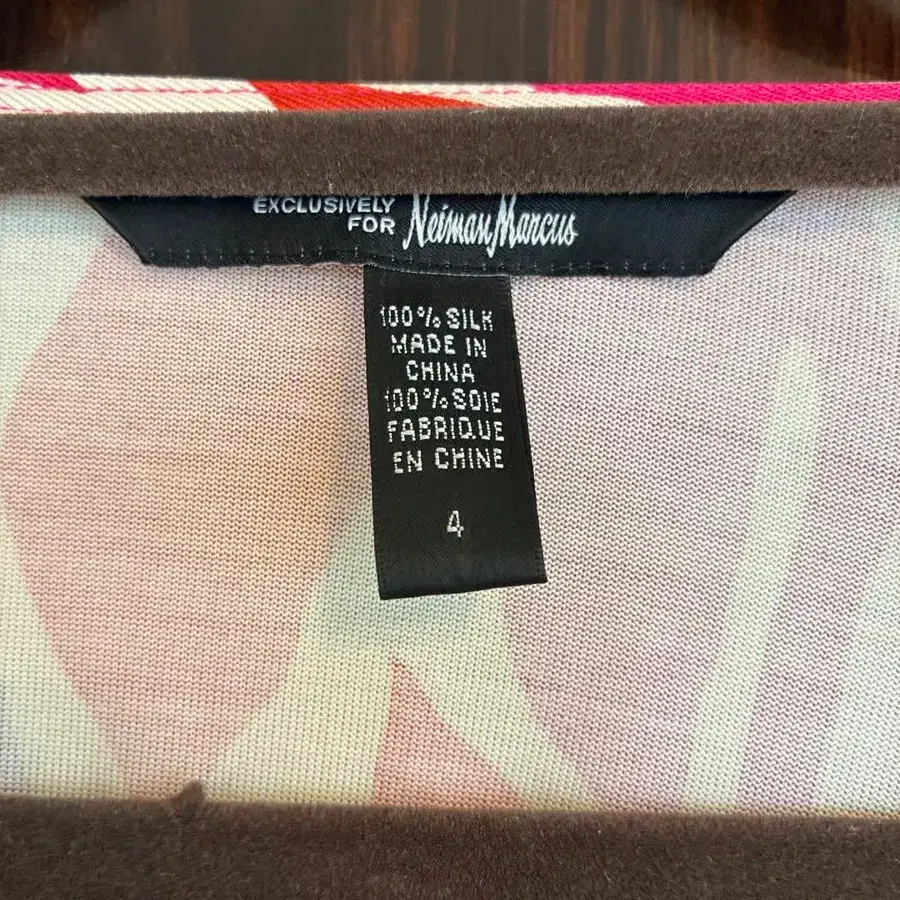 EXCLUSIVELY
FOR Neiman Marcus
100% SILK
MADE IN
CHINA
100% SOIE
FABRIQUE
EN CHINE
4